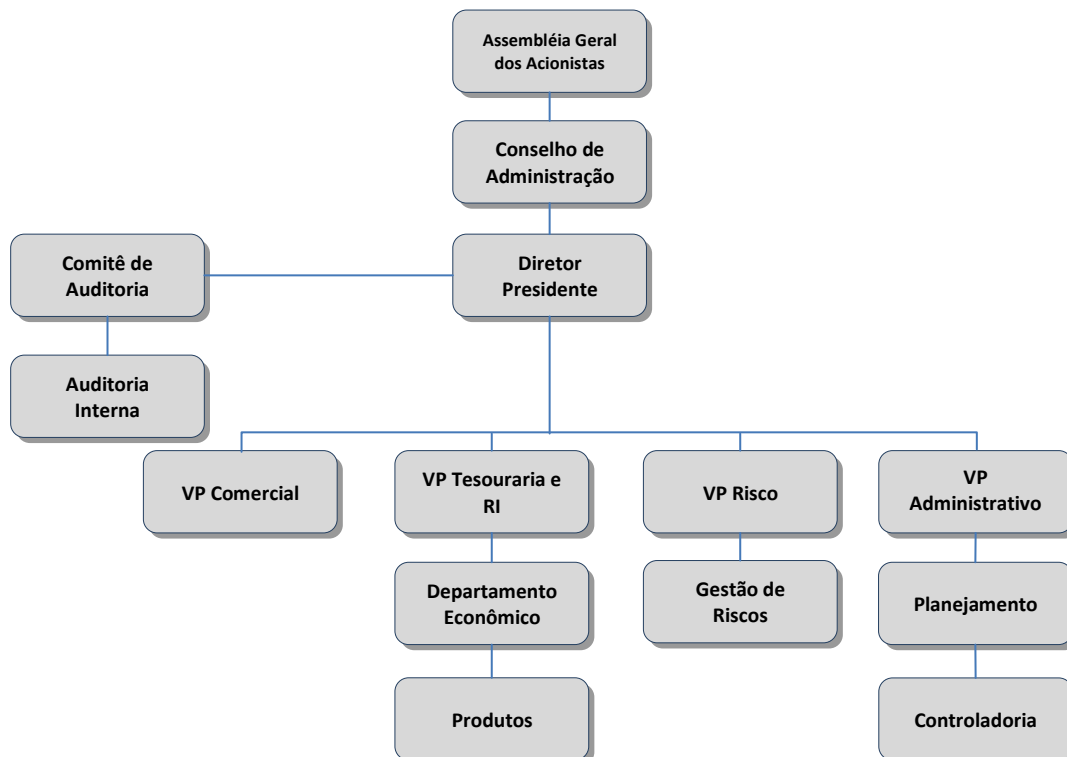 Assembléia Geral
dos Acionistas
Conselho de
Administração
Comitê de
Auditoria
Diretor
Presidente
Auditoria
Interna
VP Comercial
VP Tesouraria e
RI
VP Risco
VP
Administrativo
Departamento
Econômico
Gestão de
Riscos
Planejamento
Produtos
Controladoria